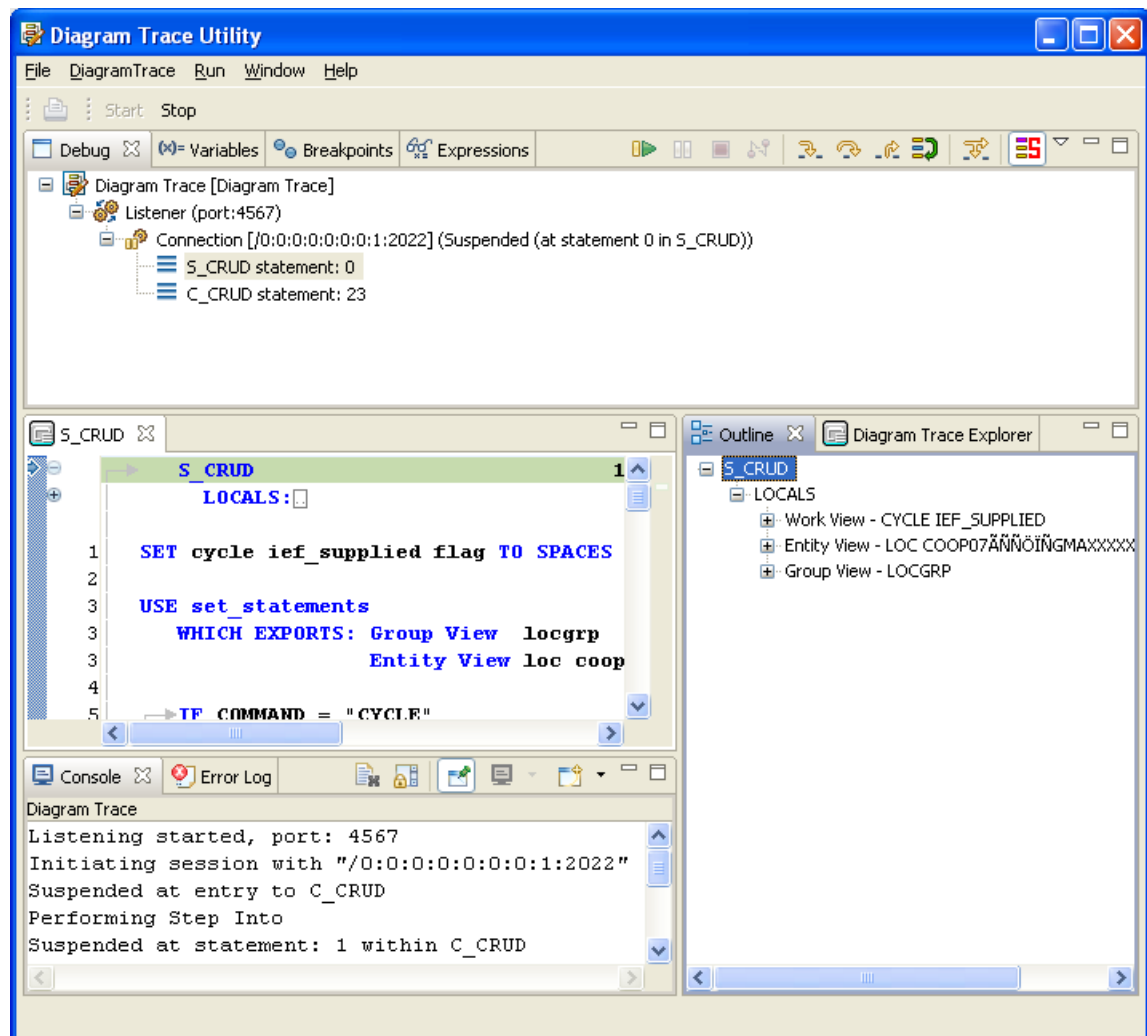 Diagram Trace Utility
File DiagramTrace Run Window Help
Start Stop
Debug (x)= Variables Breakpoints Expressions
Diagram Trace [Diagram Trace]
Listener (port:4567)
Connection [/0:0:0:0:0:0:0:1:2022] (Suspended (at statement 0 in S_CRUD))
S_CRUD statement: 0
C_CRUD statement: 23
S_CRUD
S_CRUD 1
LOCALS:
1 SET cycle ief_supplied flag TO SPACES
2
3 USE set_statements
3 WHICH EXPORTS: Group View locgrp
3 Entity View loc coop
4
5 IF COMMAND = "CYCLE"
Outline Diagram Trace Explorer
S_CRUD
LOCALS
Work View - CYCLE IEF_SUPPLIED
Entity View - LOC COOP07ÃÑÑÖÏÑGMAXXXXX
Group View - LOCGRP
Console Error Log
Diagram Trace
Listening started, port: 4567
Initiating session with "/0:0:0:0:0:0:0:1:2022"
Suspended at entry to C_CRUD
Performing Step Into
Suspended at statement: 1 within C_CRUD